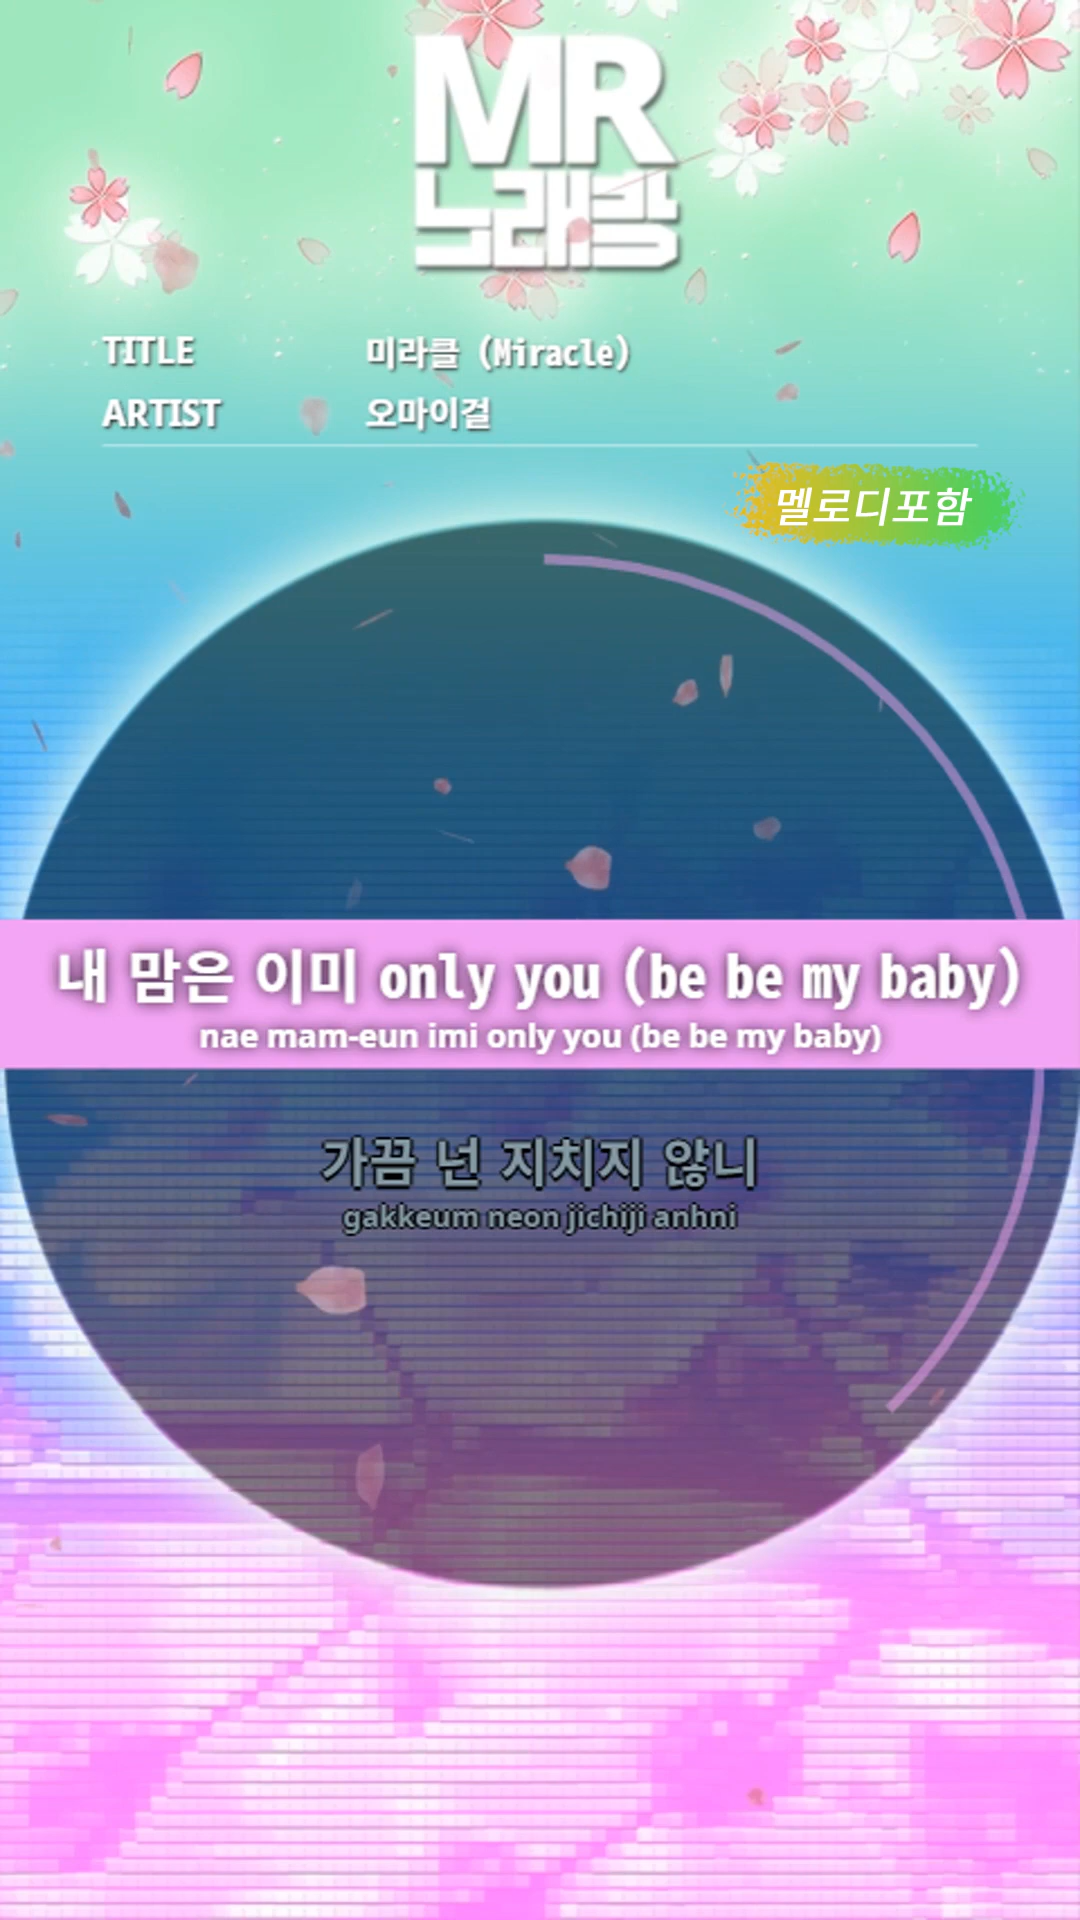 MR
노래방
TITLE 미라클 (Miracle)
ARTIST 오마이걸
멜로디포함
내 맘은 이미 only you (be be my baby)
nae mam-eun imi only you (be be my baby)
가끔 넌 지치지 않니
gakkeum neon jichiji anhni